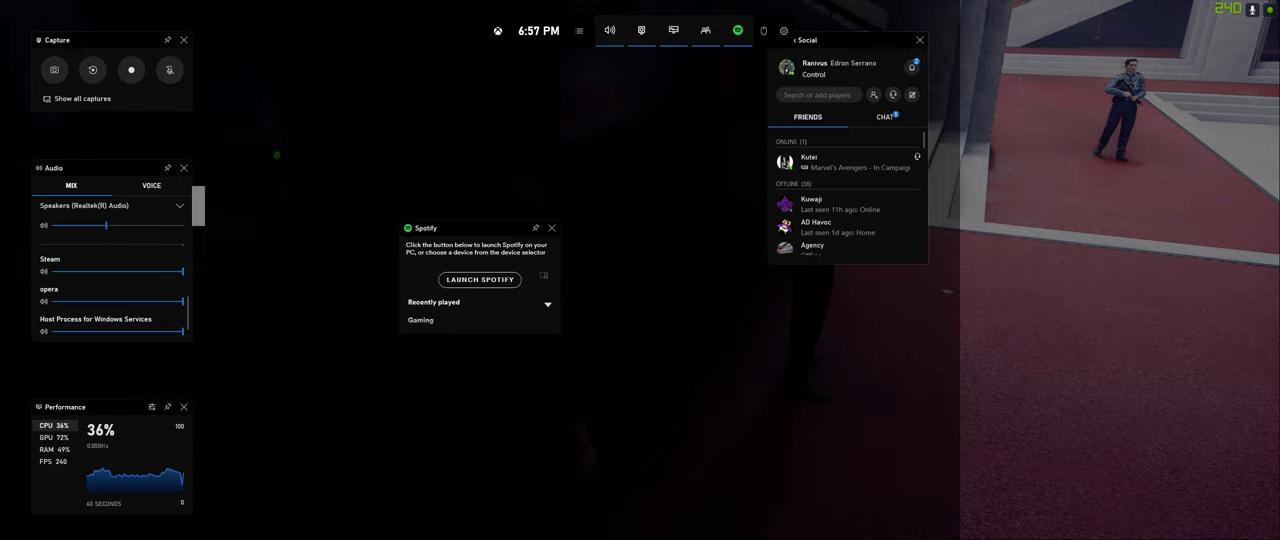 240
6:57 PM
Capture
Show all captures
Audio
MIX VOICE
Speakers (Realtek(R) Audio)
Steam
opera
Host Process for Windows Services
Performance
CPU 36%
GPU 72%
RAM 49%
FPS 240
36%
100
0.000Hz
60 SECONDS
0
Spotify
Click the button below to launch Spotify on your
PC, or choose a device from the device selector
LAUNCH SPOTIFY
Recently played
Gaming
Social
Ranivus Edron Serrano
Control
2
Search or add players
FRIENDS CHAT
ONLINE (1)
Kutei
Marvel's Avengers - In Campaig
OFFLINE (36)
Kuwaji
Last seen 11h ago: Online
AD Havoc
Last seen 1d ago: Home
Agency